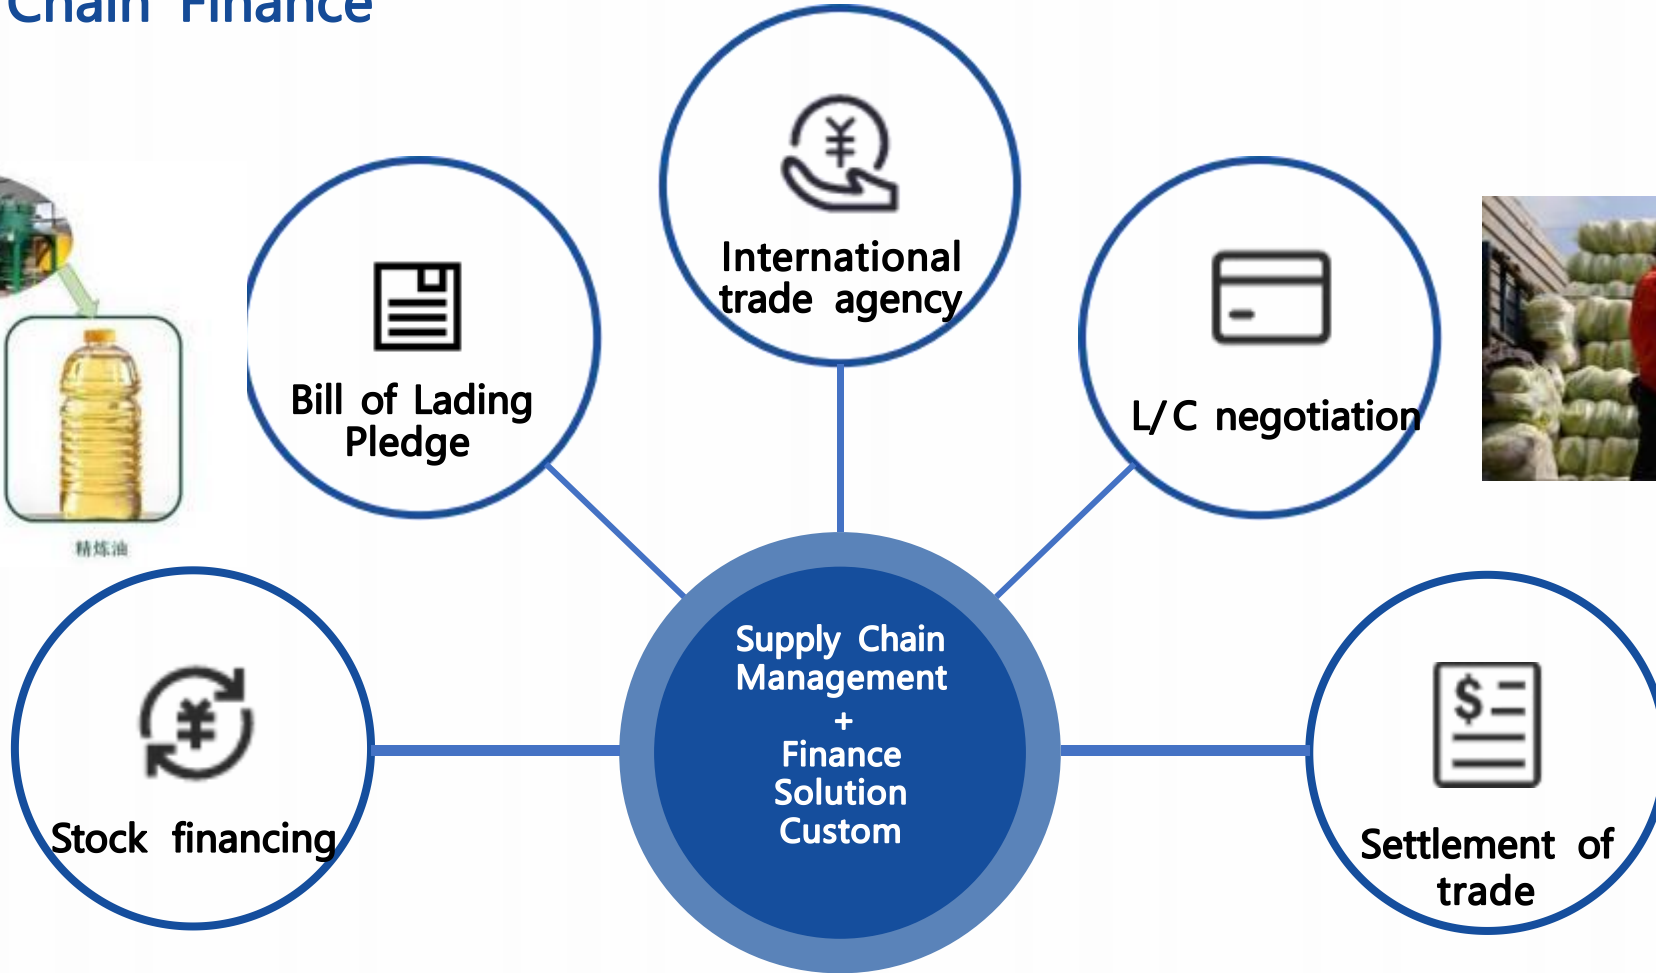 Chain Finance
International
trade agency
Bill of Lading
Pledge
L/C negotiation
精炼油
Stock financing
Supply Chain
Management
+
Finance
Solution
Custom
Settlement of
trade